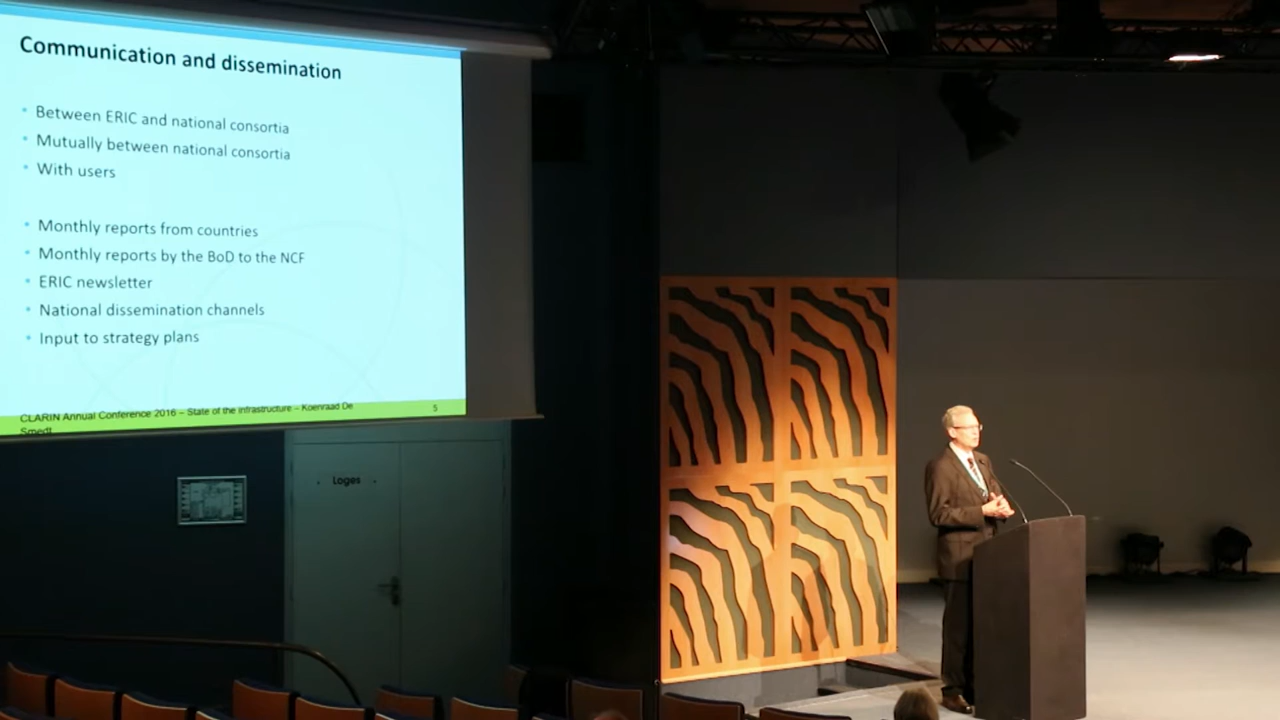 Communication and dissemination
Between ERIC and national consortia
Mutually between national consortia
With users
Monthly reports from countries
Monthly reports by the BoD to the NCF
ERIC newsletter
National dissemination channels
Input to strategy plans
CLARIN Annual Conference 2016 – State of the infrastructure – Koenraad De
Smedt
5
Loges